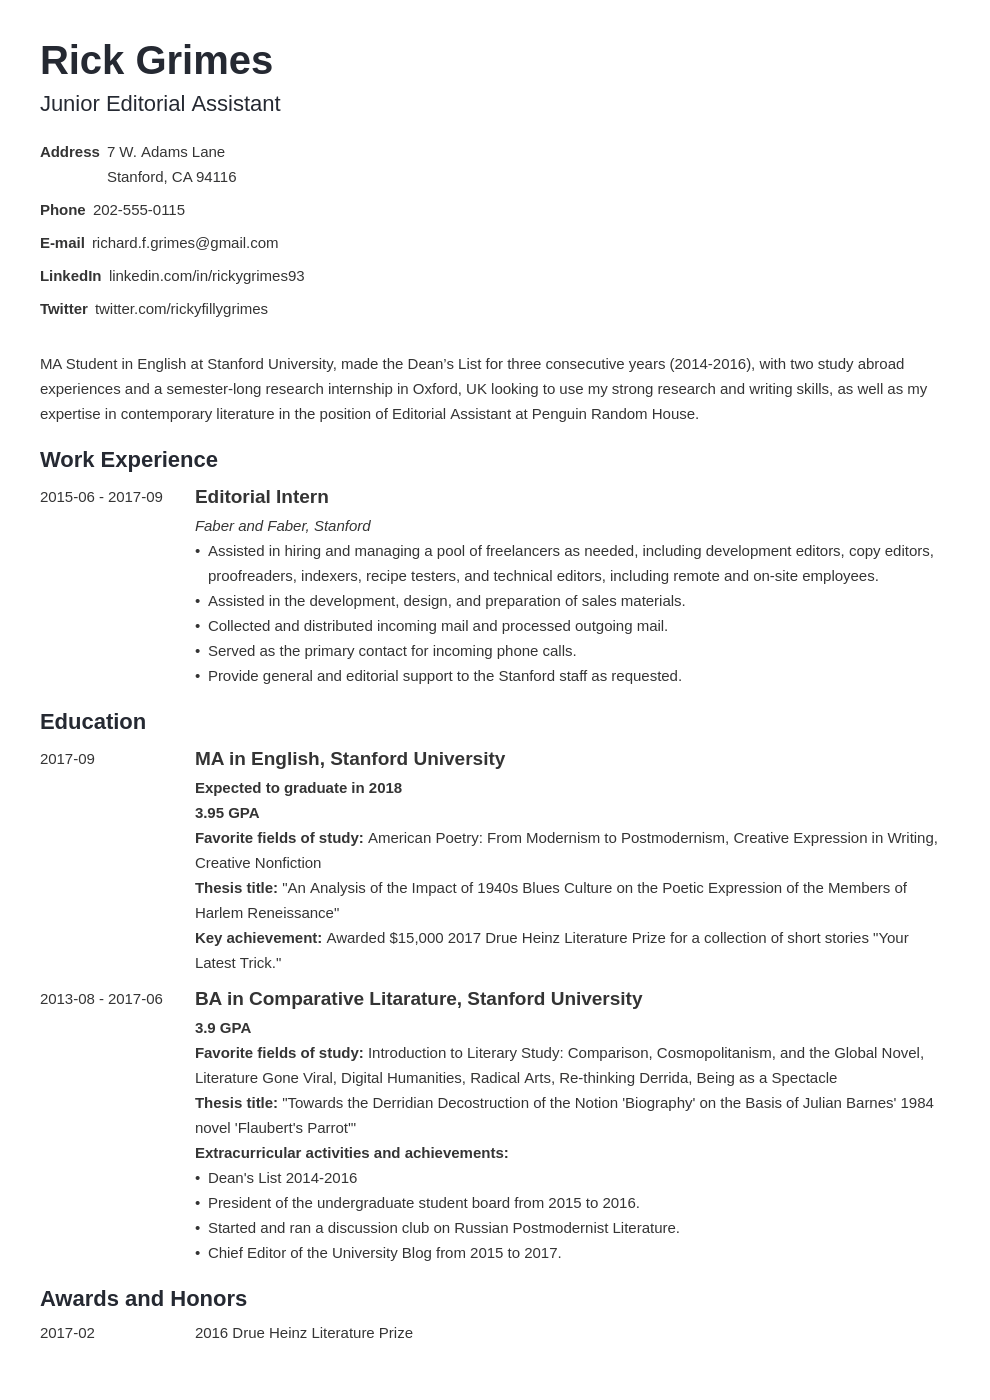 Rick Grimes
Junior Editorial Assistant
Address 7 W. Adams Lane
Stanford, CA 94116
Phone 202-555-0115
E-mail richard.f.grimes@gmail.com
LinkedIn linkedin.com/in/rickygrimes93
Twitter twitter.com/rickyfillygrimes
MA Student in English at Stanford University, made the Dean’s List for three consecutive years (2014-2016), with two study abroad
experiences and a semester-long research internship in Oxford, UK looking to use my strong research and writing skills, as well as my
expertise in contemporary literature in the position of Editorial Assistant at Penguin Random House.
Work Experience
2015-06 - 2017-09 Editorial Intern
Faber and Faber, Stanford
• Assisted in hiring and managing a pool of freelancers as needed, including development editors, copy editors,
proofreaders, indexers, recipe testers, and technical editors, including remote and on-site employees.
• Assisted in the development, design, and preparation of sales materials.
• Collected and distributed incoming mail and processed outgoing mail.
• Served as the primary contact for incoming phone calls.
• Provide general and editorial support to the Stanford staff as requested.
Education
2017-09 MA in English, Stanford University
Expected to graduate in 2018
3.95 GPA
Favorite fields of study: American Poetry: From Modernism to Postmodernism, Creative Expression in Writing,
Creative Nonfiction
Thesis title: "An Analysis of the Impact of 1940s Blues Culture on the Poetic Expression of the Members of
Harlem Reneissance"
Key achievement: Awarded $15,000 2017 Drue Heinz Literature Prize for a collection of short stories "Your
Latest Trick."
2013-08 - 2017-06 BA in Comparative Litarature, Stanford University
3.9 GPA
Favorite fields of study: Introduction to Literary Study: Comparison, Cosmopolitanism, and the Global Novel,
Literature Gone Viral, Digital Humanities, Radical Arts, Re-thinking Derrida, Being as a Spectacle
Thesis title: "Towards the Derridian Decostruction of the Notion 'Biography' on the Basis of Julian Barnes' 1984
novel 'Flaubert's Parrot'"
Extracurricular activities and achievements:
• Dean's List 2014-2016
• President of the undergraduate student board from 2015 to 2016.
• Started and ran a discussion club on Russian Postmodernist Literature.
• Chief Editor of the University Blog from 2015 to 2017.
Awards and Honors
2017-02 2016 Drue Heinz Literature Prize